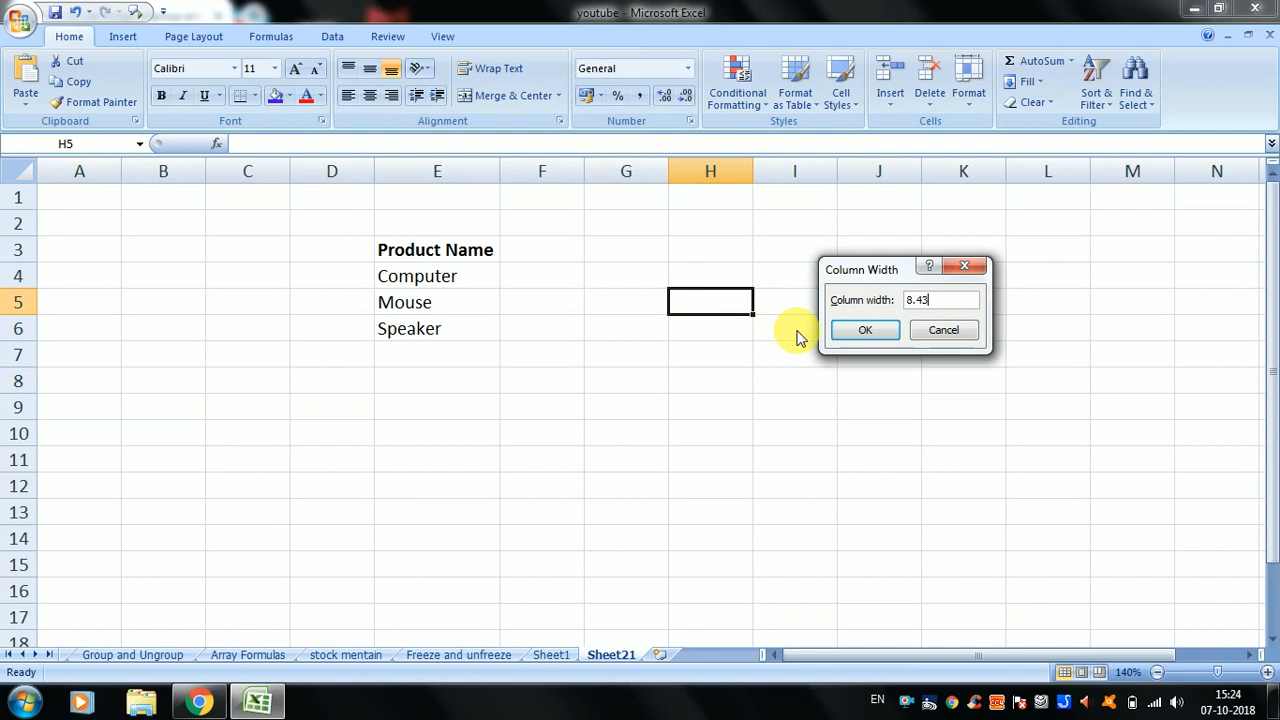 youtube - Microsoft Excel
Home Insert Page Layout Formulas Data Review View
Cut
Copy
Format Painter
Paste
Clipboard
Calibri 11
B I U
Font
Wrap Text
Merge & Center
Alignment
General
% ,
Number
Conditional Formatting
Format as Table
Cell Styles
Styles
Insert Delete Format
Cells
AutoSum
Fill
Clear
Sort & Filter
Find & Select
Editing
H5 fx
A B C D E F G H I J K L M N
1
2
3 Product Name
4 Computer
5 Mouse
6 Speaker
7
8
9
10
11
12
13
14
15
16
17
18
Column Width
Column width: 8.43
OK Cancel
Group and Ungroup Array Formulas stock mentain Freeze and unfreeze Sheet1 Sheet21
Ready 140%
EN 15:24
07-10-2018